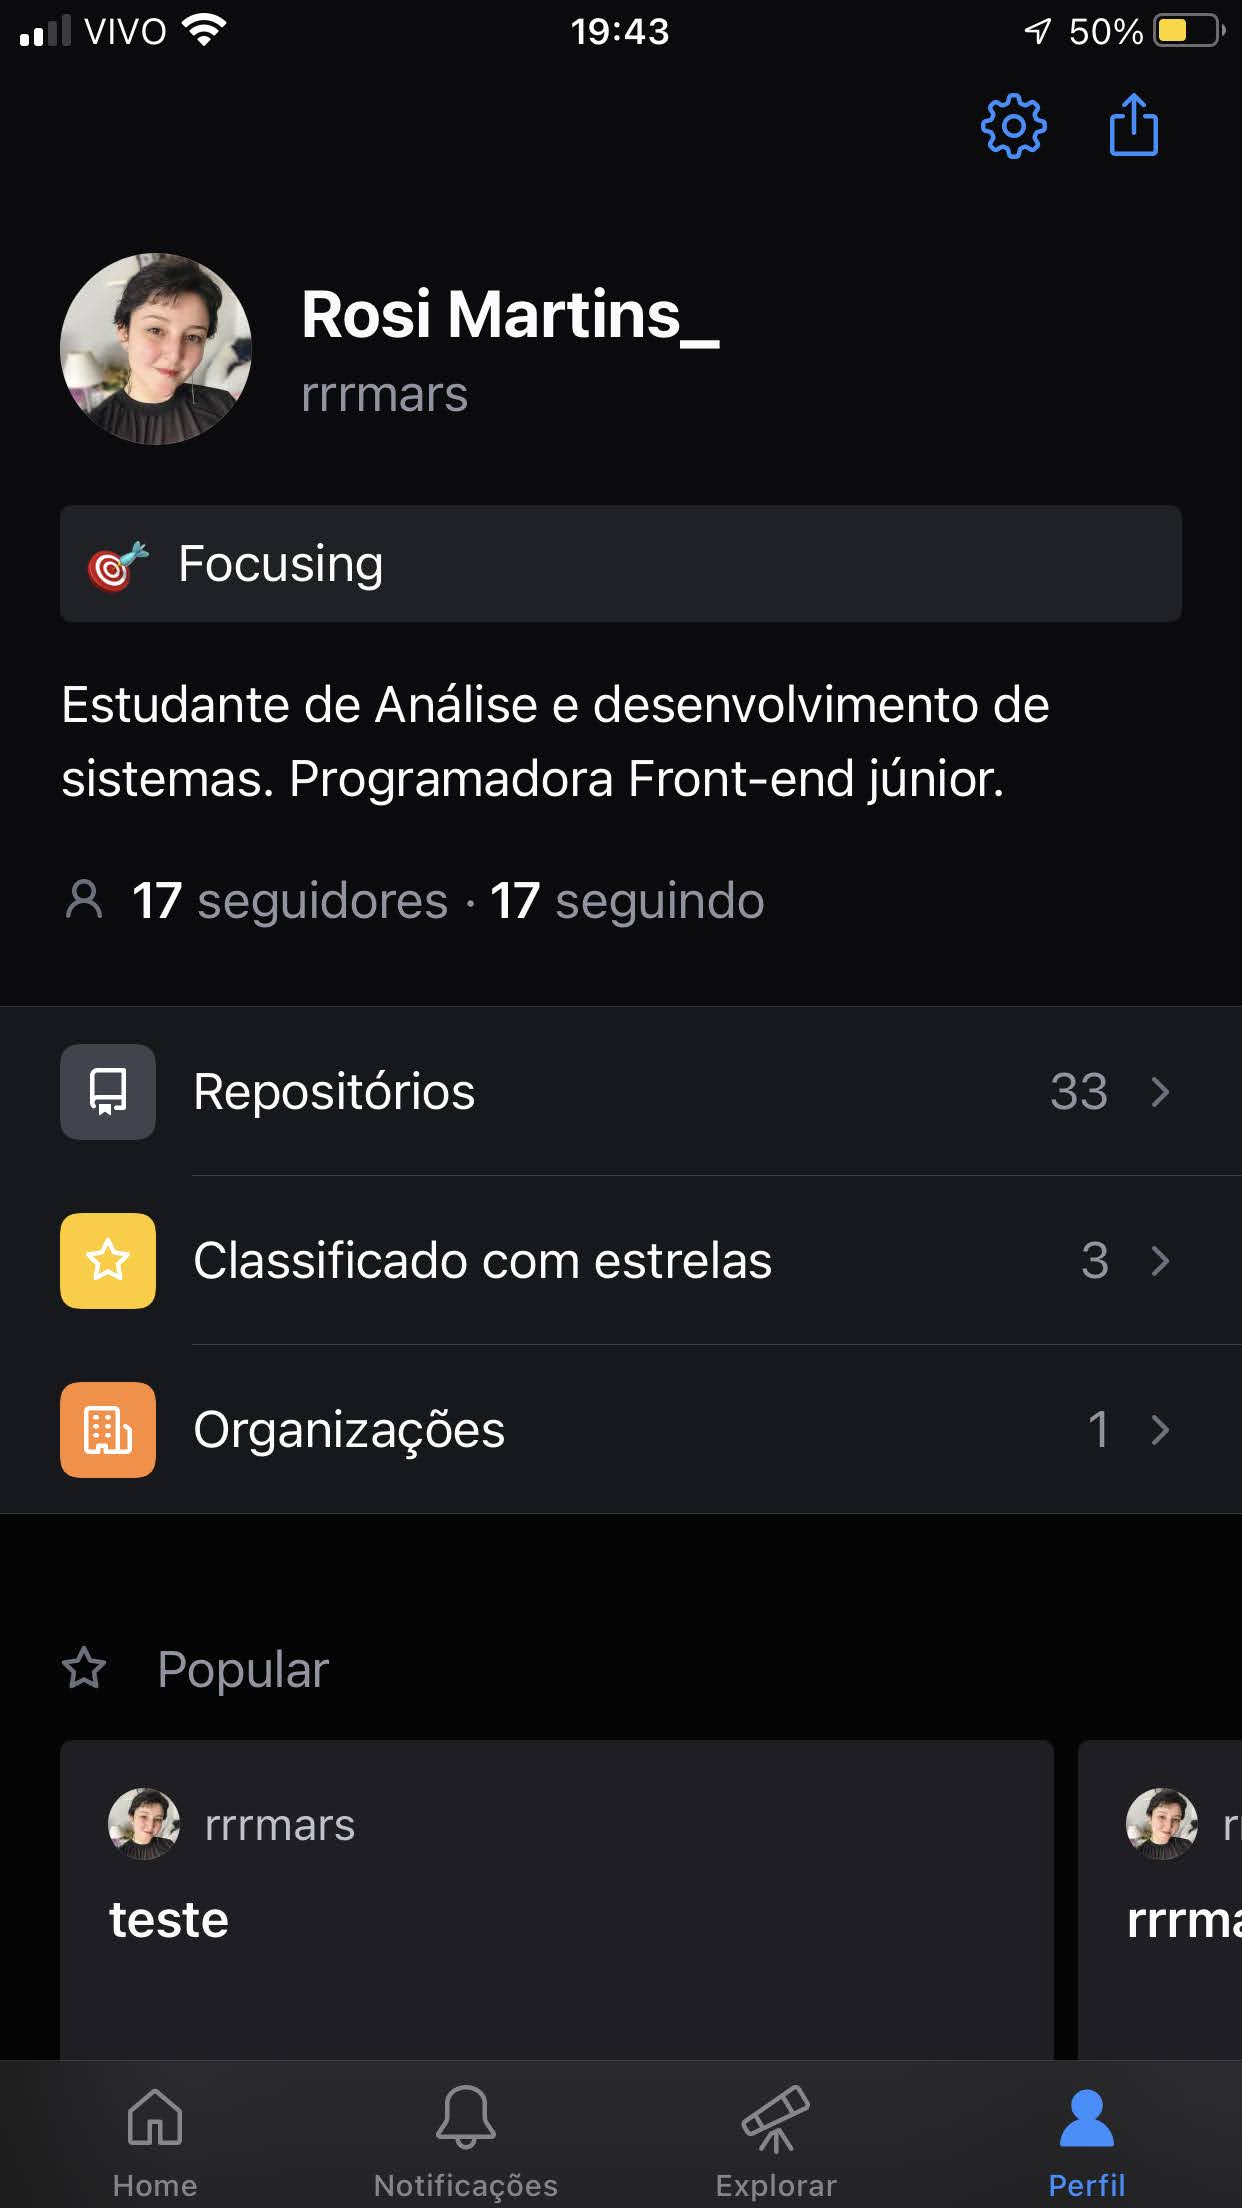 VIVO 19:43 50%
Rosi Martins_
rrrmars
Focusing
Estudante de Análise e desenvolvimento de
sistemas. Programadora Front-end júnior.
17 seguidores · 17 seguindo
Repositórios 33
Classificado com estrelas 3
Organizações 1
Popular
rrrmars
teste
Home Notificações Explorar Perfil